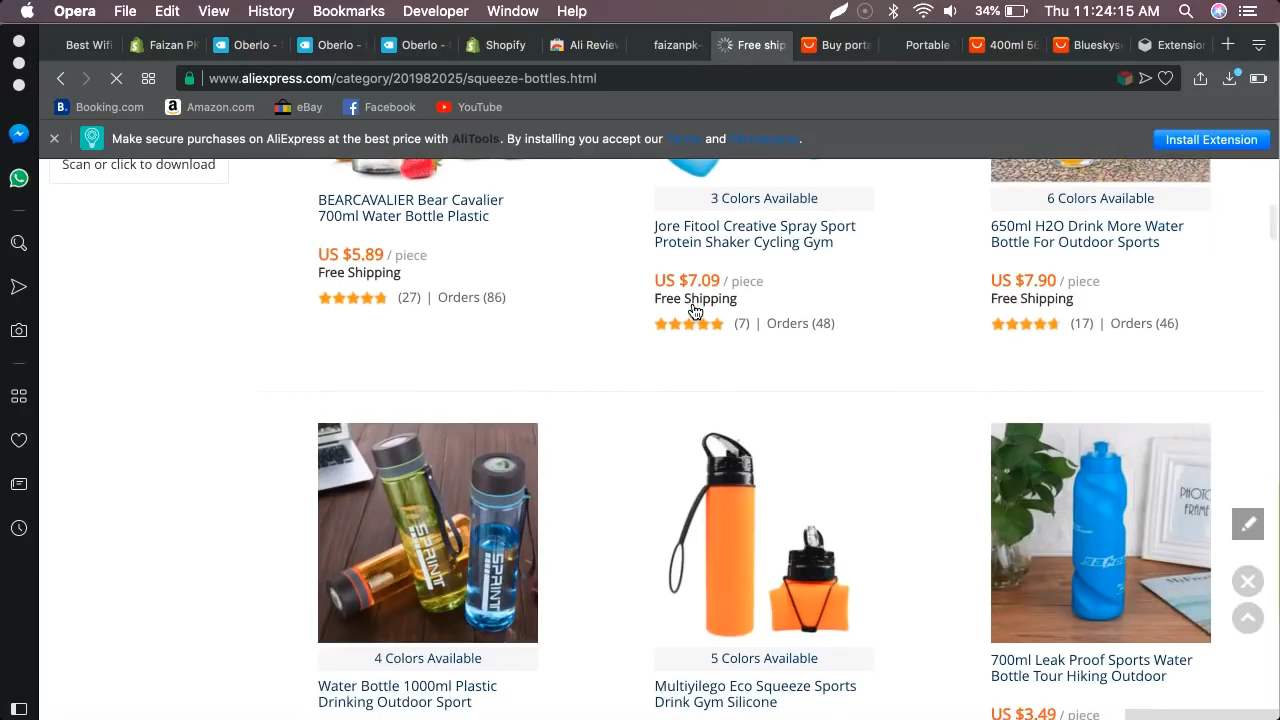 Opera File Edit View History Bookmarks Developer Window Help 34% Thu 11:24:15 AM
Best Wifi Faizan PK Oberlo - Oberlo - Oberlo - Shopify Ali Review faizanpk- Free ship Buy porta Portable 400ml 56 Bluesky Extensio
www.aliexpress.com/category/201982025/squeeze-bottles.html
Booking.com Amazon.com eBay Facebook YouTube
Make secure purchases on AliExpress at the best price with AliTools. By installing you accept our Terms and . Install Extension
Scan or click to download
BEARCAVALIER Bear Cavalier
700ml Water Bottle Plastic
US $5.89 / piece
Free Shipping
(27) | Orders (86)
3 Colors Available
Jore Fitool Creative Spray Sport
Protein Shaker Cycling Gym
US $7.09 / piece
Free Shipping
(7) | Orders (48)
6 Colors Available
650ml H2O Drink More Water
Bottle For Outdoor Sports
US $7.90 / piece
Free Shipping
(17) | Orders (46)
SPRINT
SPRINT
4 Colors Available
Water Bottle 1000ml Plastic
Drinking Outdoor Sport
5 Colors Available
Multiyilego Eco Squeeze Sports
Drink Gym Silicone
PHOTO
FRAME
700ml Leak Proof Sports Water
Bottle Tour Hiking Outdoor
US $3.49 / piece